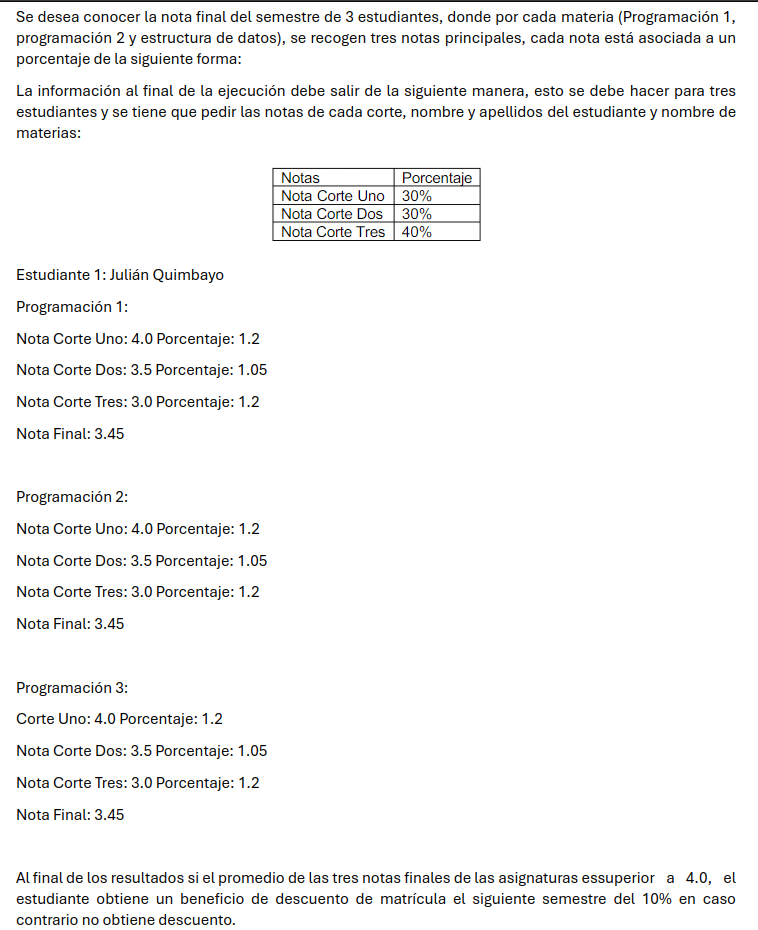 Se desea conocer la nota final del semestre de 3 estudiantes, donde por cada materia (Programación 1,
programación 2 y estructura de datos), se recogen tres notas principales, cada nota está asociada a un
porcentaje de la siguiente forma:
La información al final de la ejecución debe salir de la siguiente manera, esto se debe hacer para tres
estudiantes y se tiene que pedir las notas de cada corte, nombre y apellidos del estudiante y nombre de
materias:
Notas Porcentaje
Nota Corte Uno 30%
Nota Corte Dos 30%
Nota Corte Tres 40%
Estudiante 1: Julián Quimbayo
Programación 1:
Nota Corte Uno: 4.0 Porcentaje: 1.2
Nota Corte Dos: 3.5 Porcentaje: 1.05
Nota Corte Tres: 3.0 Porcentaje: 1.2
Nota Final: 3.45
Programación 2:
Nota Corte Uno: 4.0 Porcentaje: 1.2
Nota Corte Dos: 3.5 Porcentaje: 1.05
Nota Corte Tres: 3.0 Porcentaje: 1.2
Nota Final: 3.45
Programación 3:
Corte Uno: 4.0 Porcentaje: 1.2
Nota Corte Dos: 3.5 Porcentaje: 1.05
Nota Corte Tres: 3.0 Porcentaje: 1.2
Nota Final: 3.45
Al final de los resultados si el promedio de las tres notas finales de las asignaturas essuperior a 4.0, el
estudiante obtiene un beneficio de descuento de matrícula el siguiente semestre del 10% en caso
contrario no obtiene descuento.